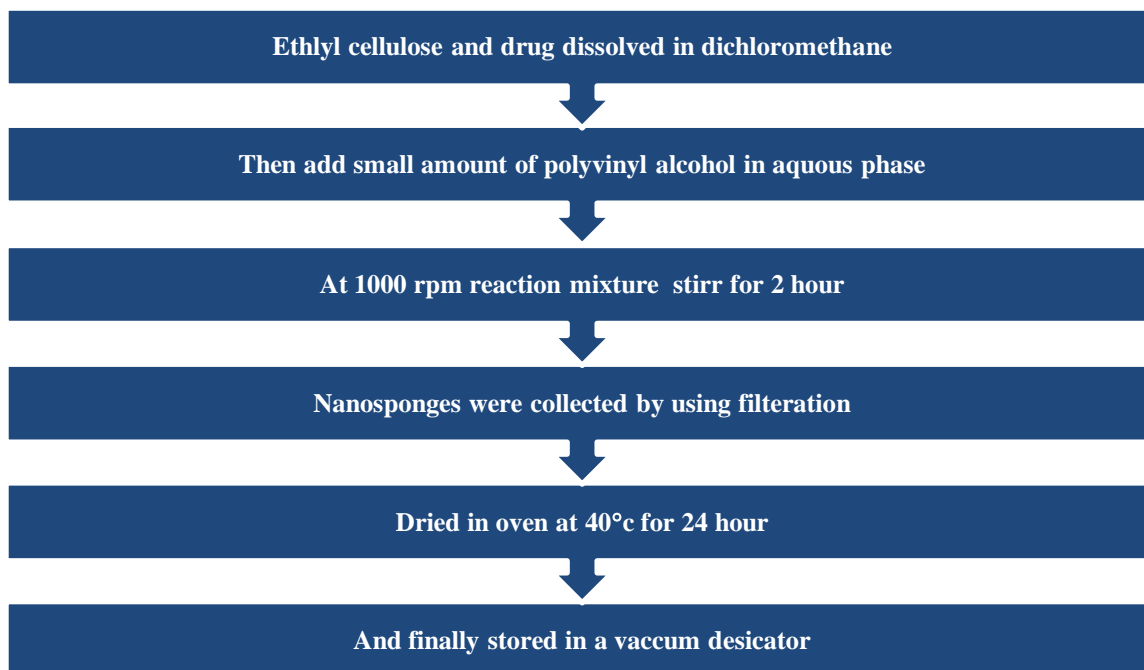 Ethlyl cellulose and drug dissolved in dichloromethane
Then add small amount of polyvinyl alcohol in aquous phase
At 1000 rpm reaction mixture stirr for 2 hour
Nanosponges were collected by using filteration
Dried in oven at 40°c for 24 hour
And finally stored in a vaccum desicator